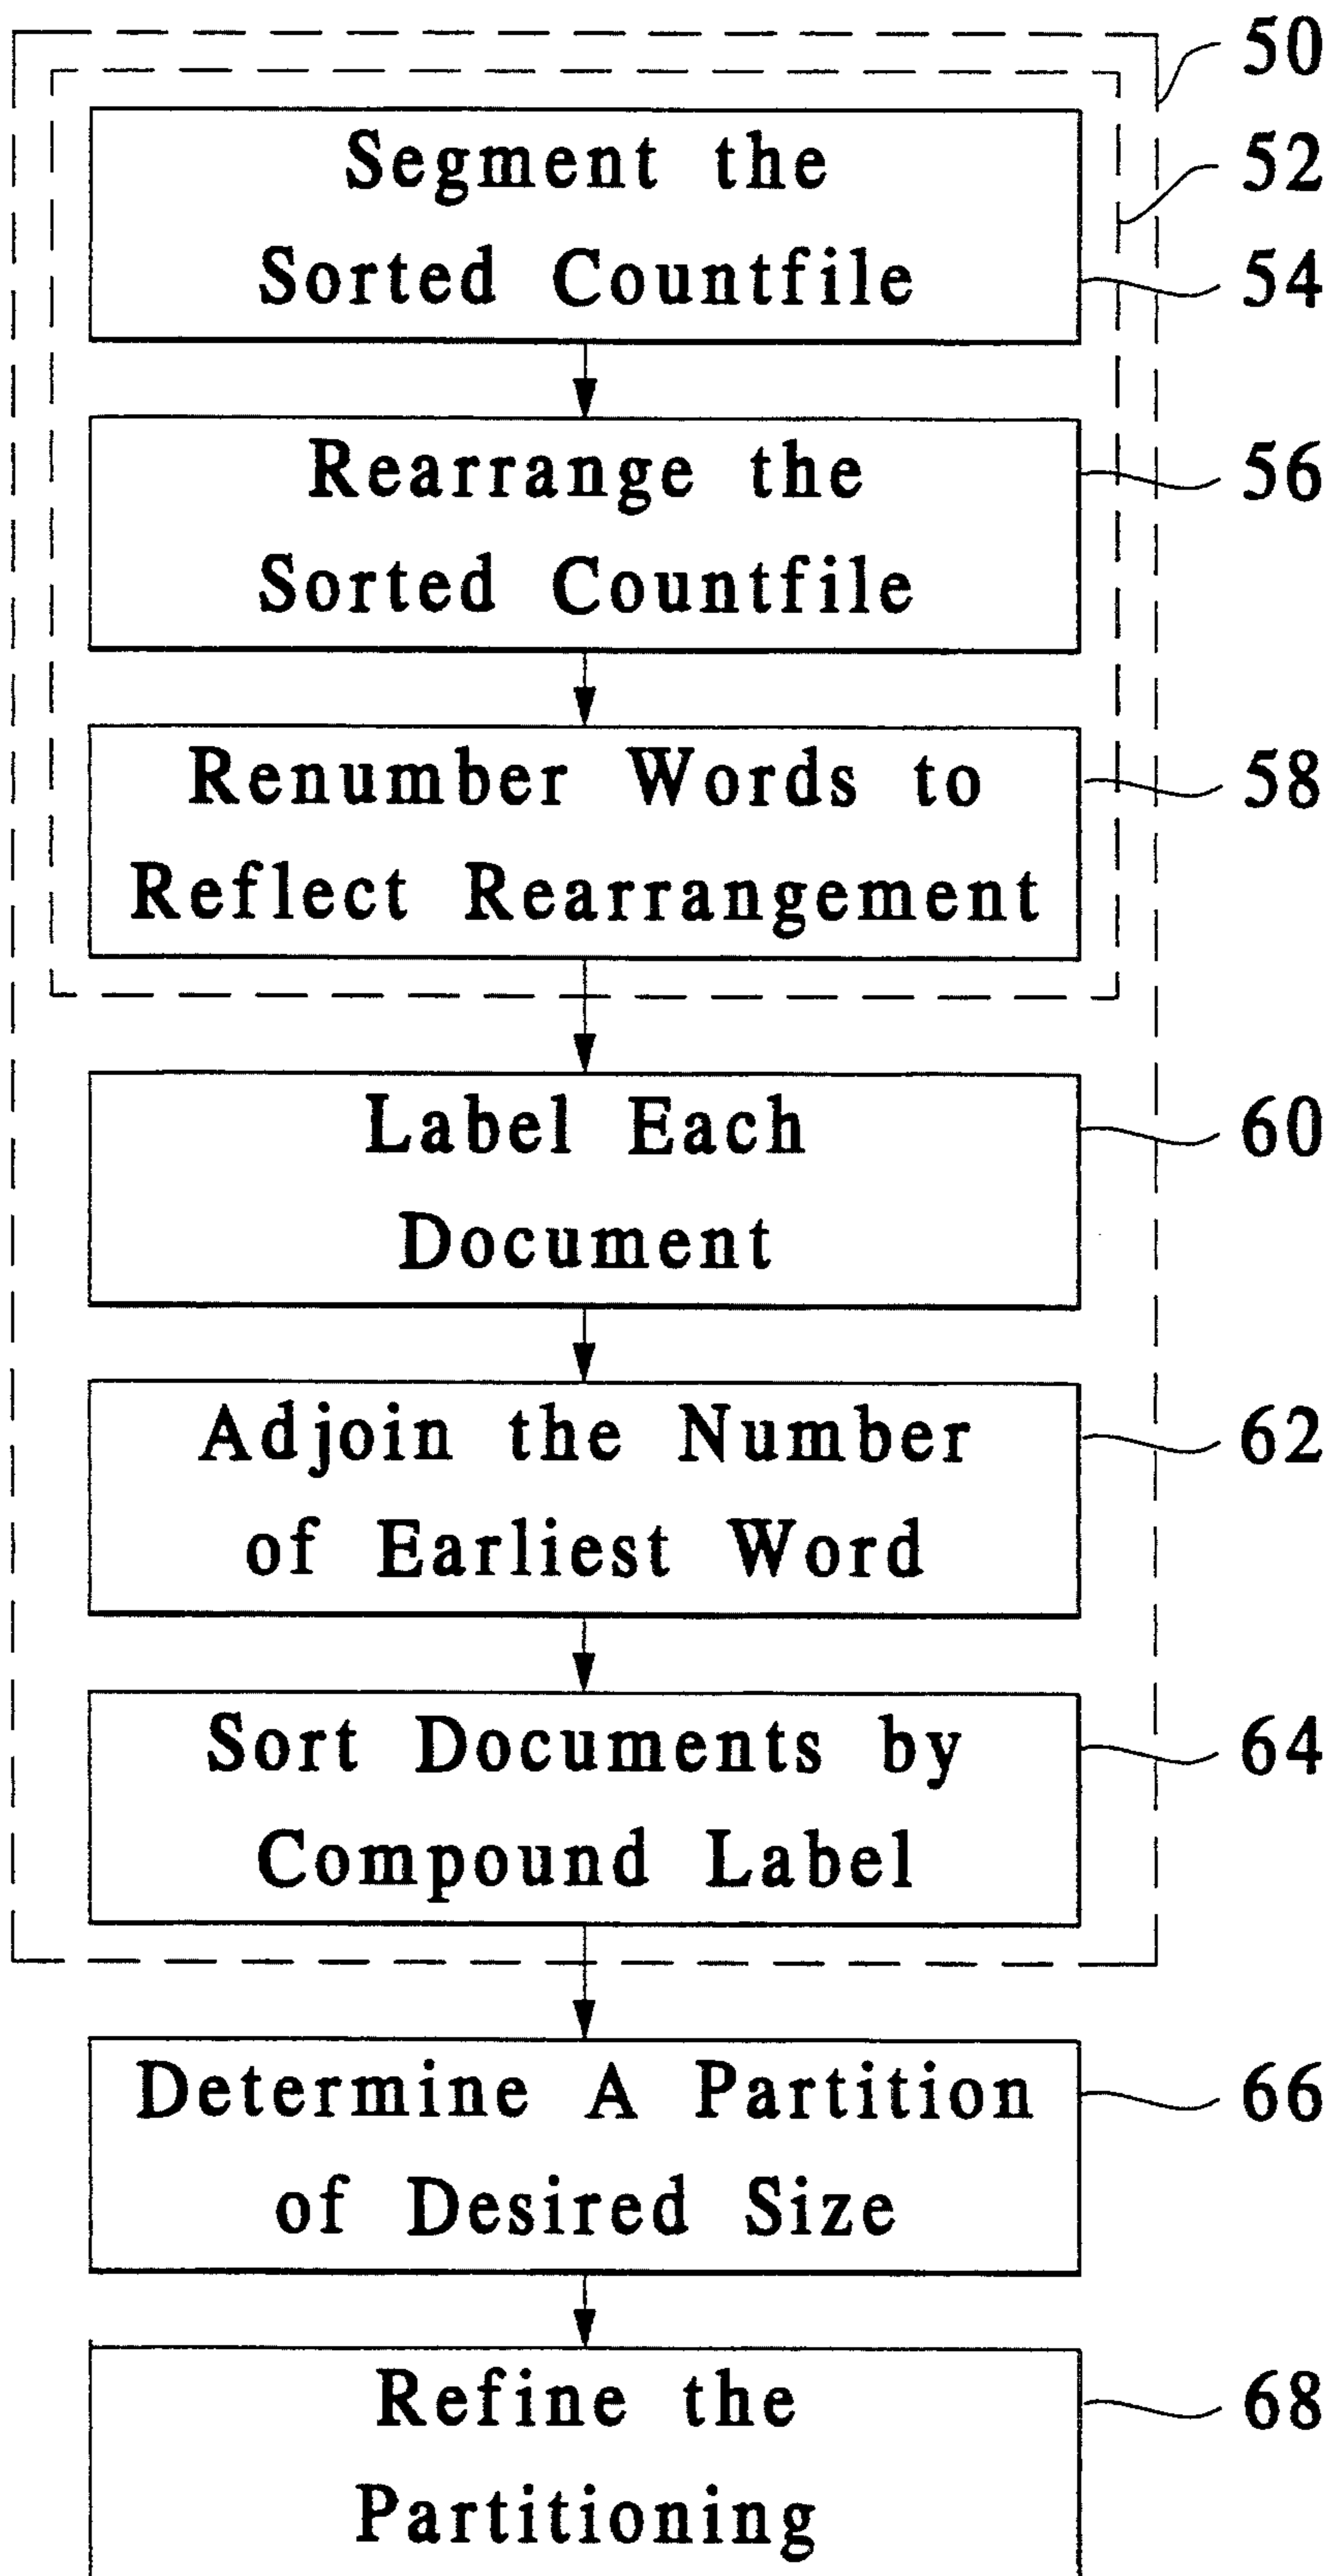 50
52
Segment the
Sorted Countfile
54
Rearrange the
56
Sorted Countfile
Renumber Words to
58
Reflect Rearrangement
Label Each
60
Document
Adjoin the Number
62
of Earliest Word
Sort Documents by
64
Compound Label
Determine A Partition
66
of Desired Size
Refine the
68
Partitioning